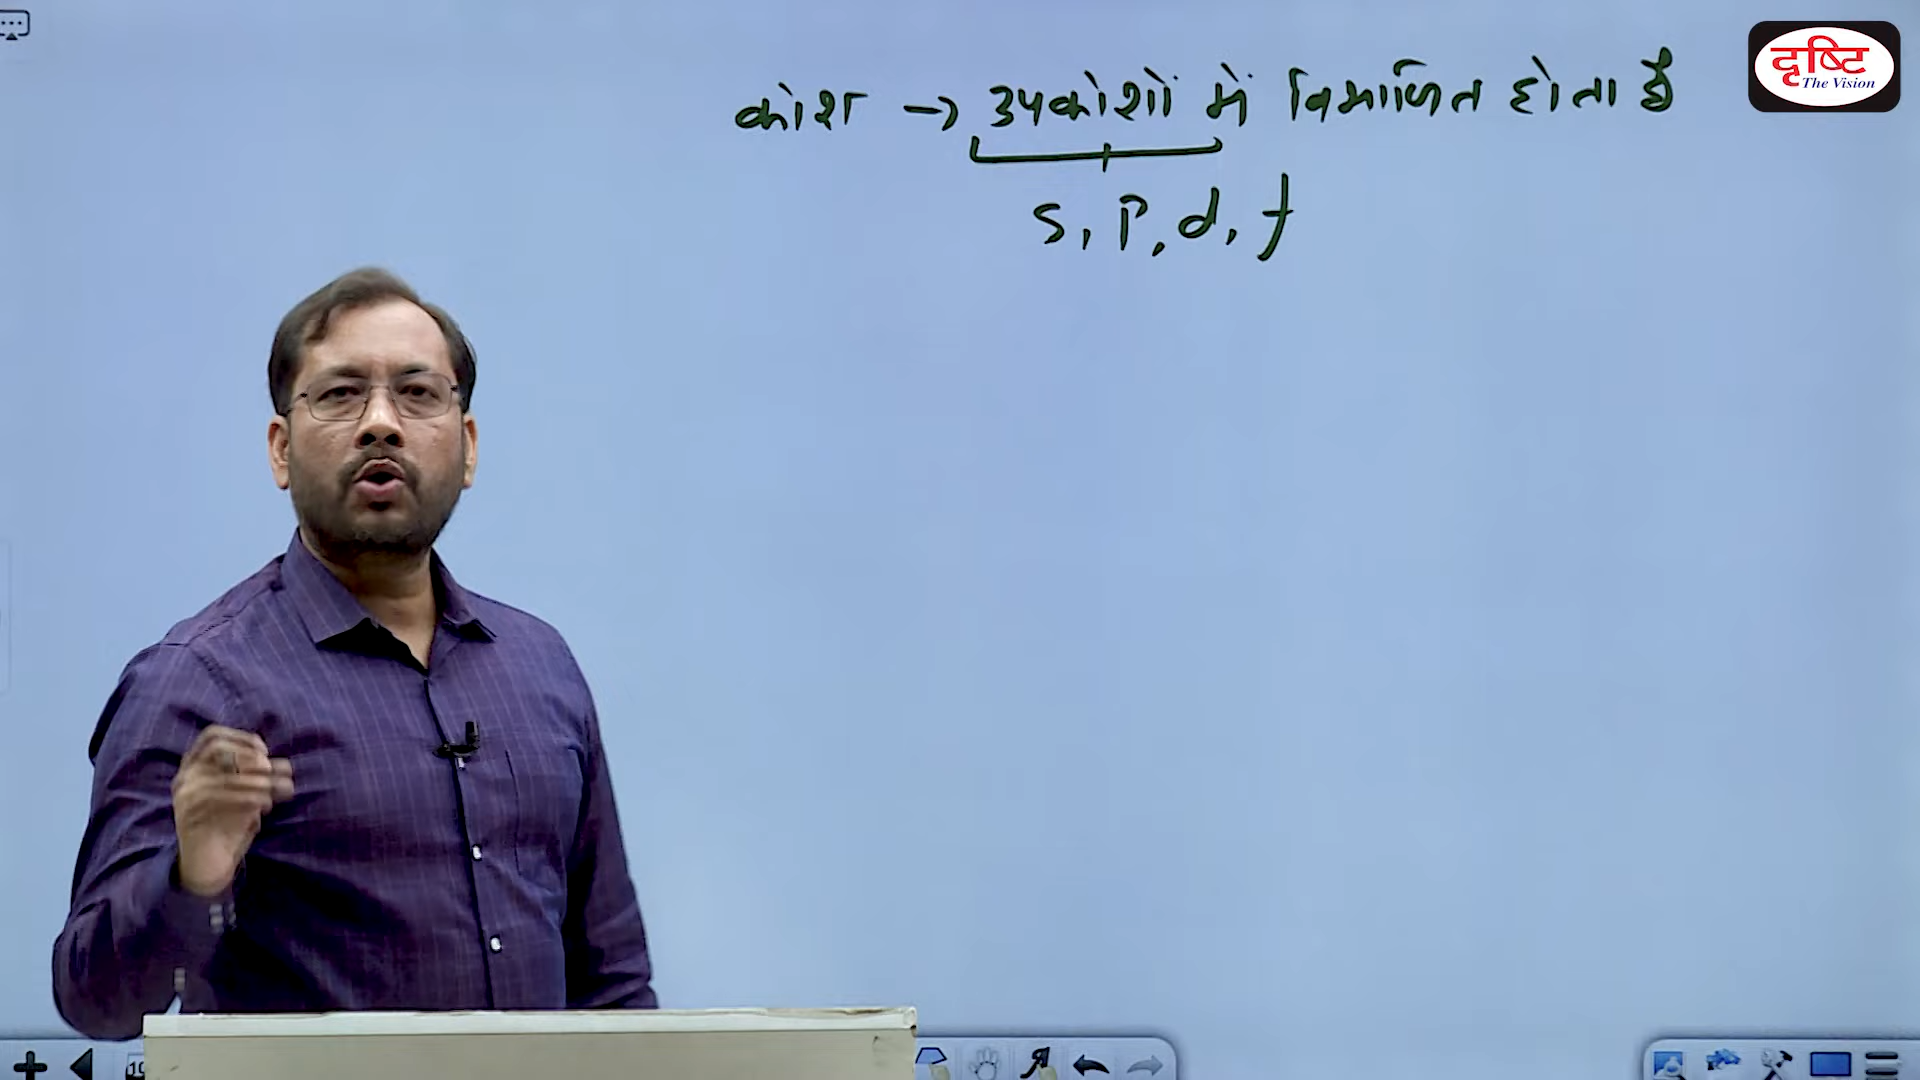 दृष्टि
The Vision
कोश → उपकोशों में विभाजित होता है
s, p, d, f